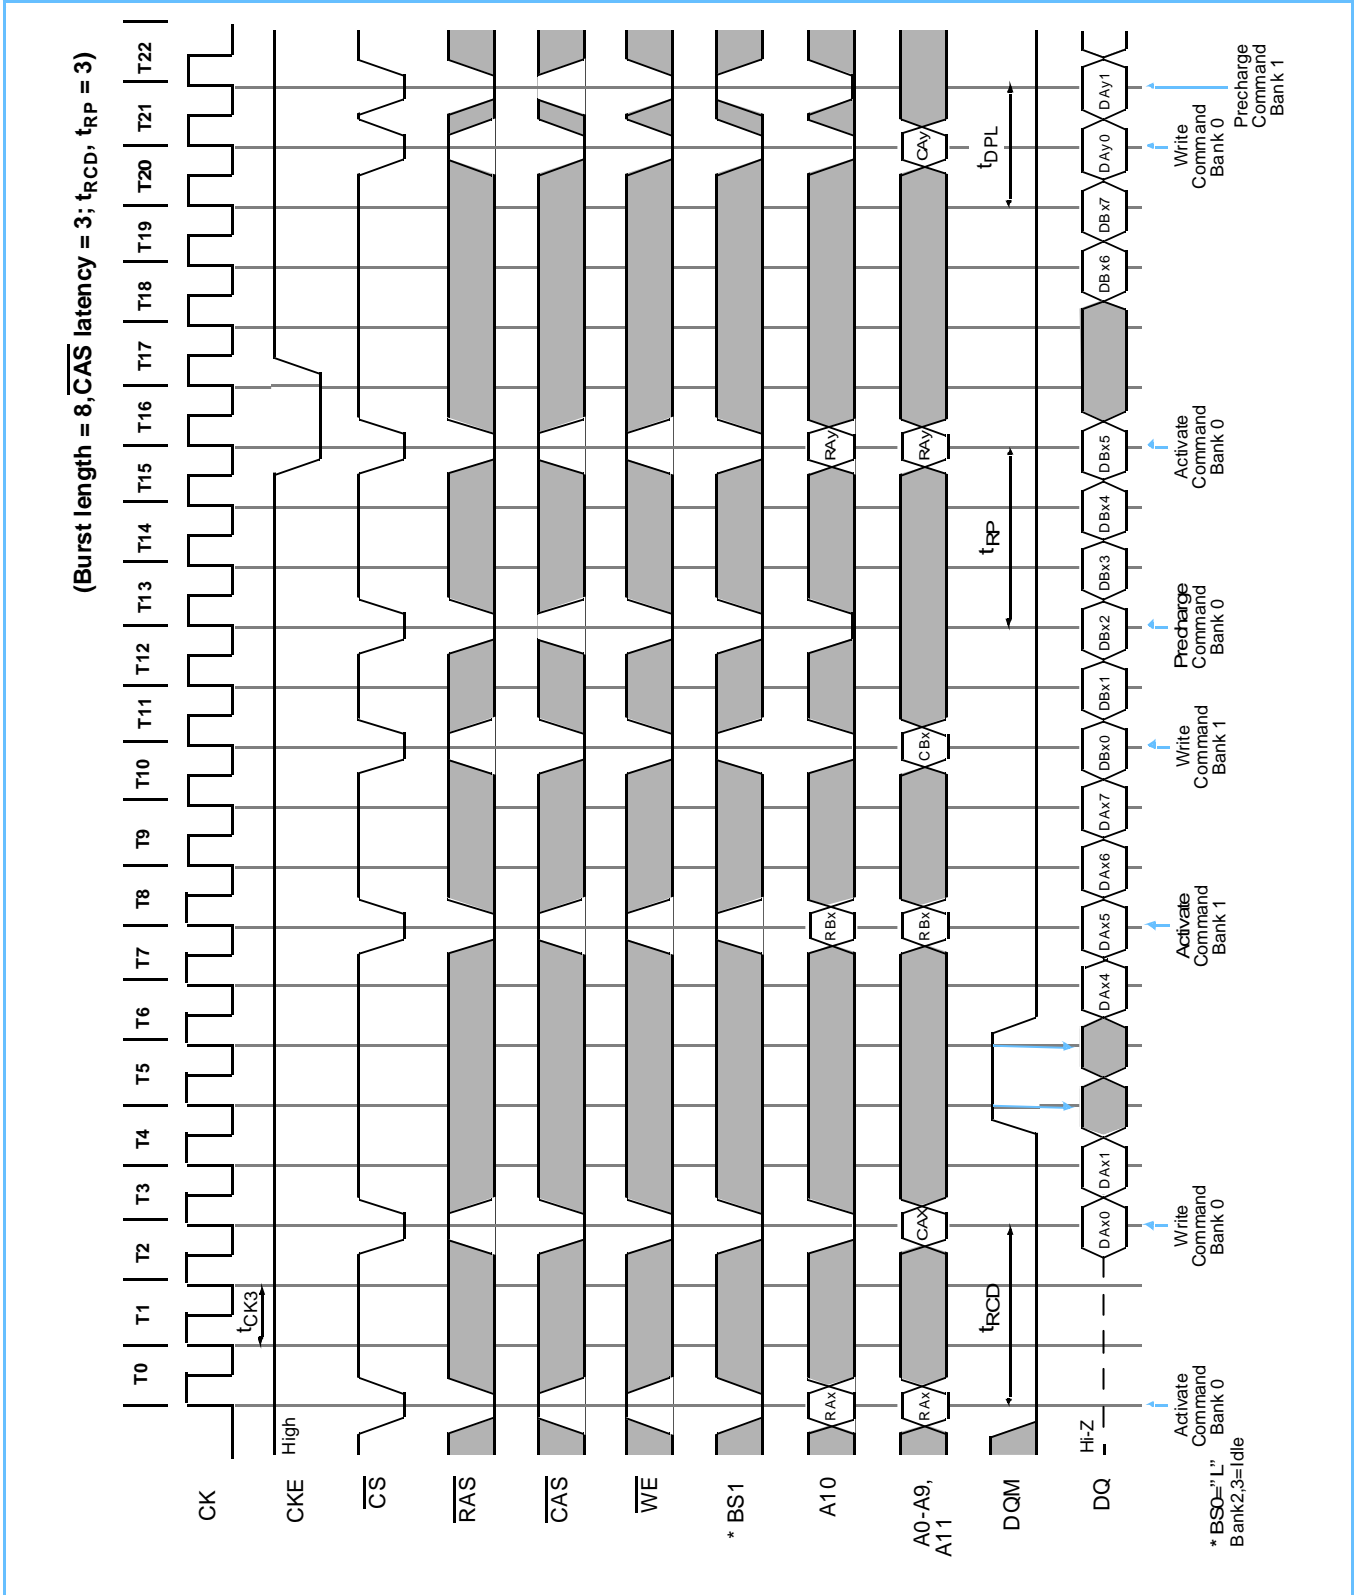 (Burst length = 8, CAS latency = 3; tRCD, tRP = 3)
T0 T1 T2 T3 T4 T5 T6 T7 T8 T9 T10 T11 T12 T13 T14 T15 T16 T17 T18 T19 T20 T21 T22
CK
tCK3
CKE
High
CS
RAS
CAS
WE
* BS1
A10
RAx RBx RAy
A0-A9,
A11
RAx CAX RBx CBx RAy CAy
DQM
tRCD tRP tDPL
DQ
Hi-Z
DAx0 DAx1 DAx4 DAx5 DAx6 DAx7 DBx0 DBx1 DBx2 DBx3 DBx4 DBx5 DBx6 DBx7 DAy0 DAy1
Activate
Command
Bank 0
Write
Command
Bank 0
Activate
Command
Bank 1
Write
Command
Bank 1
Precharge
Command
Bank 0
Activate
Command
Bank 0
Write
Command
Bank 0
Precharge
Command
Bank 1
* BS0="L"
Bank2,3=Idle